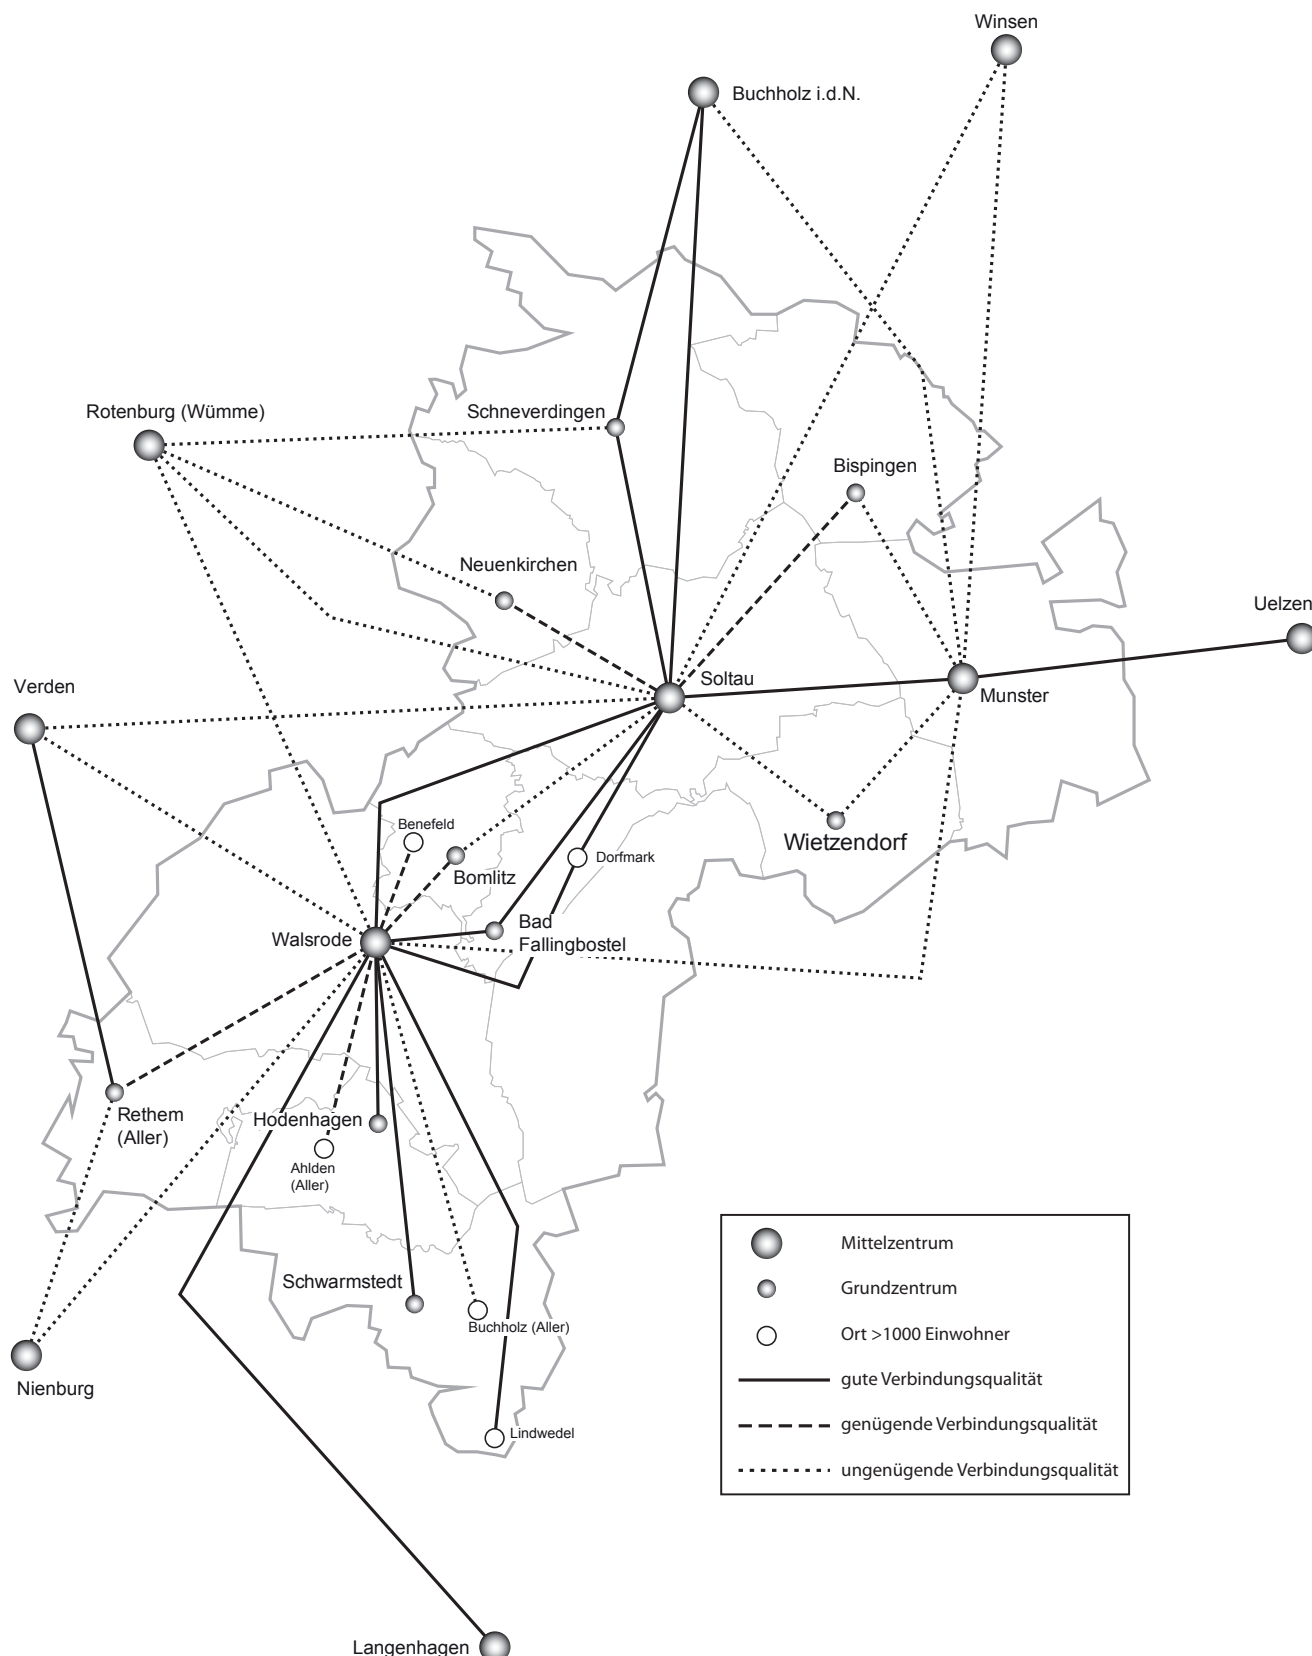 Winsen
Buchholz i.d.N.
Rotenburg (Wümme)
Schneverdingen
Bispingen
Neuenkirchen
Uelzen
Soltau
Verden
Munster
Benefeld
Wietzendorf
Dorfmark
Bomlitz
Bad
Fallingbostel
Walsrode
Rethem
(Aller)
Hodenhagen
Ahlden
(Aller)
Schwarmstedt
Buchholz (Aller)
Nienburg
Lindwedel
Langenhagen
Mittelzentrum
Grundzentrum
Ort >1000 Einwohner
gute Verbindungsqualität
genügende Verbindungsqualität
ungenügende Verbindungsqualität